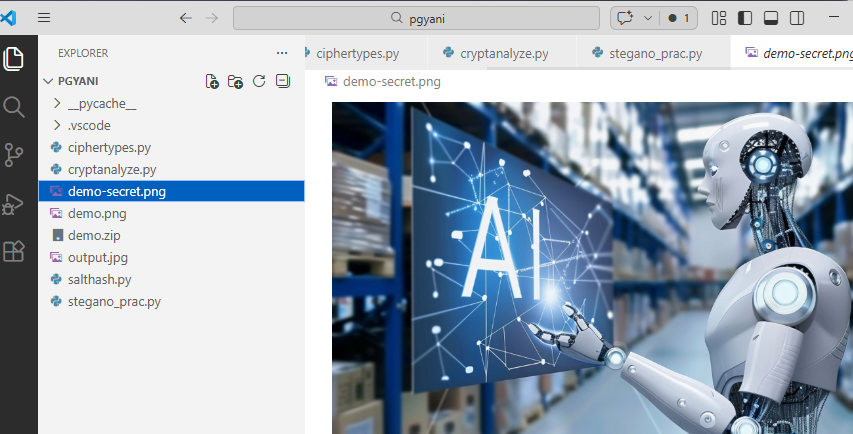 pgyani
1
EXPLORER
ciphertypes.py
cryptanalyze.py
stegano_prac.py
demo-secret.png
PGYANI
demo-secret.png
__pycache__
.vscode
ciphertypes.py
cryptanalyze.py
demo-secret.png
demo.png
demo.zip
output.jpg
salthash.py
stegano_prac.py
AI